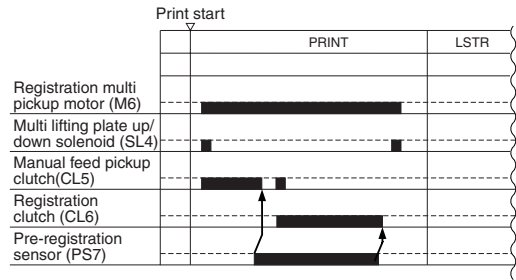 Print start
PRINT LSTR
Registration multi
pickup motor (M6)
Multi lifting plate up/
down solenoid (SL4)
Manual feed pickup
clutch(CL5)
Registration
clutch (CL6)
Pre-registration
sensor (PS7)